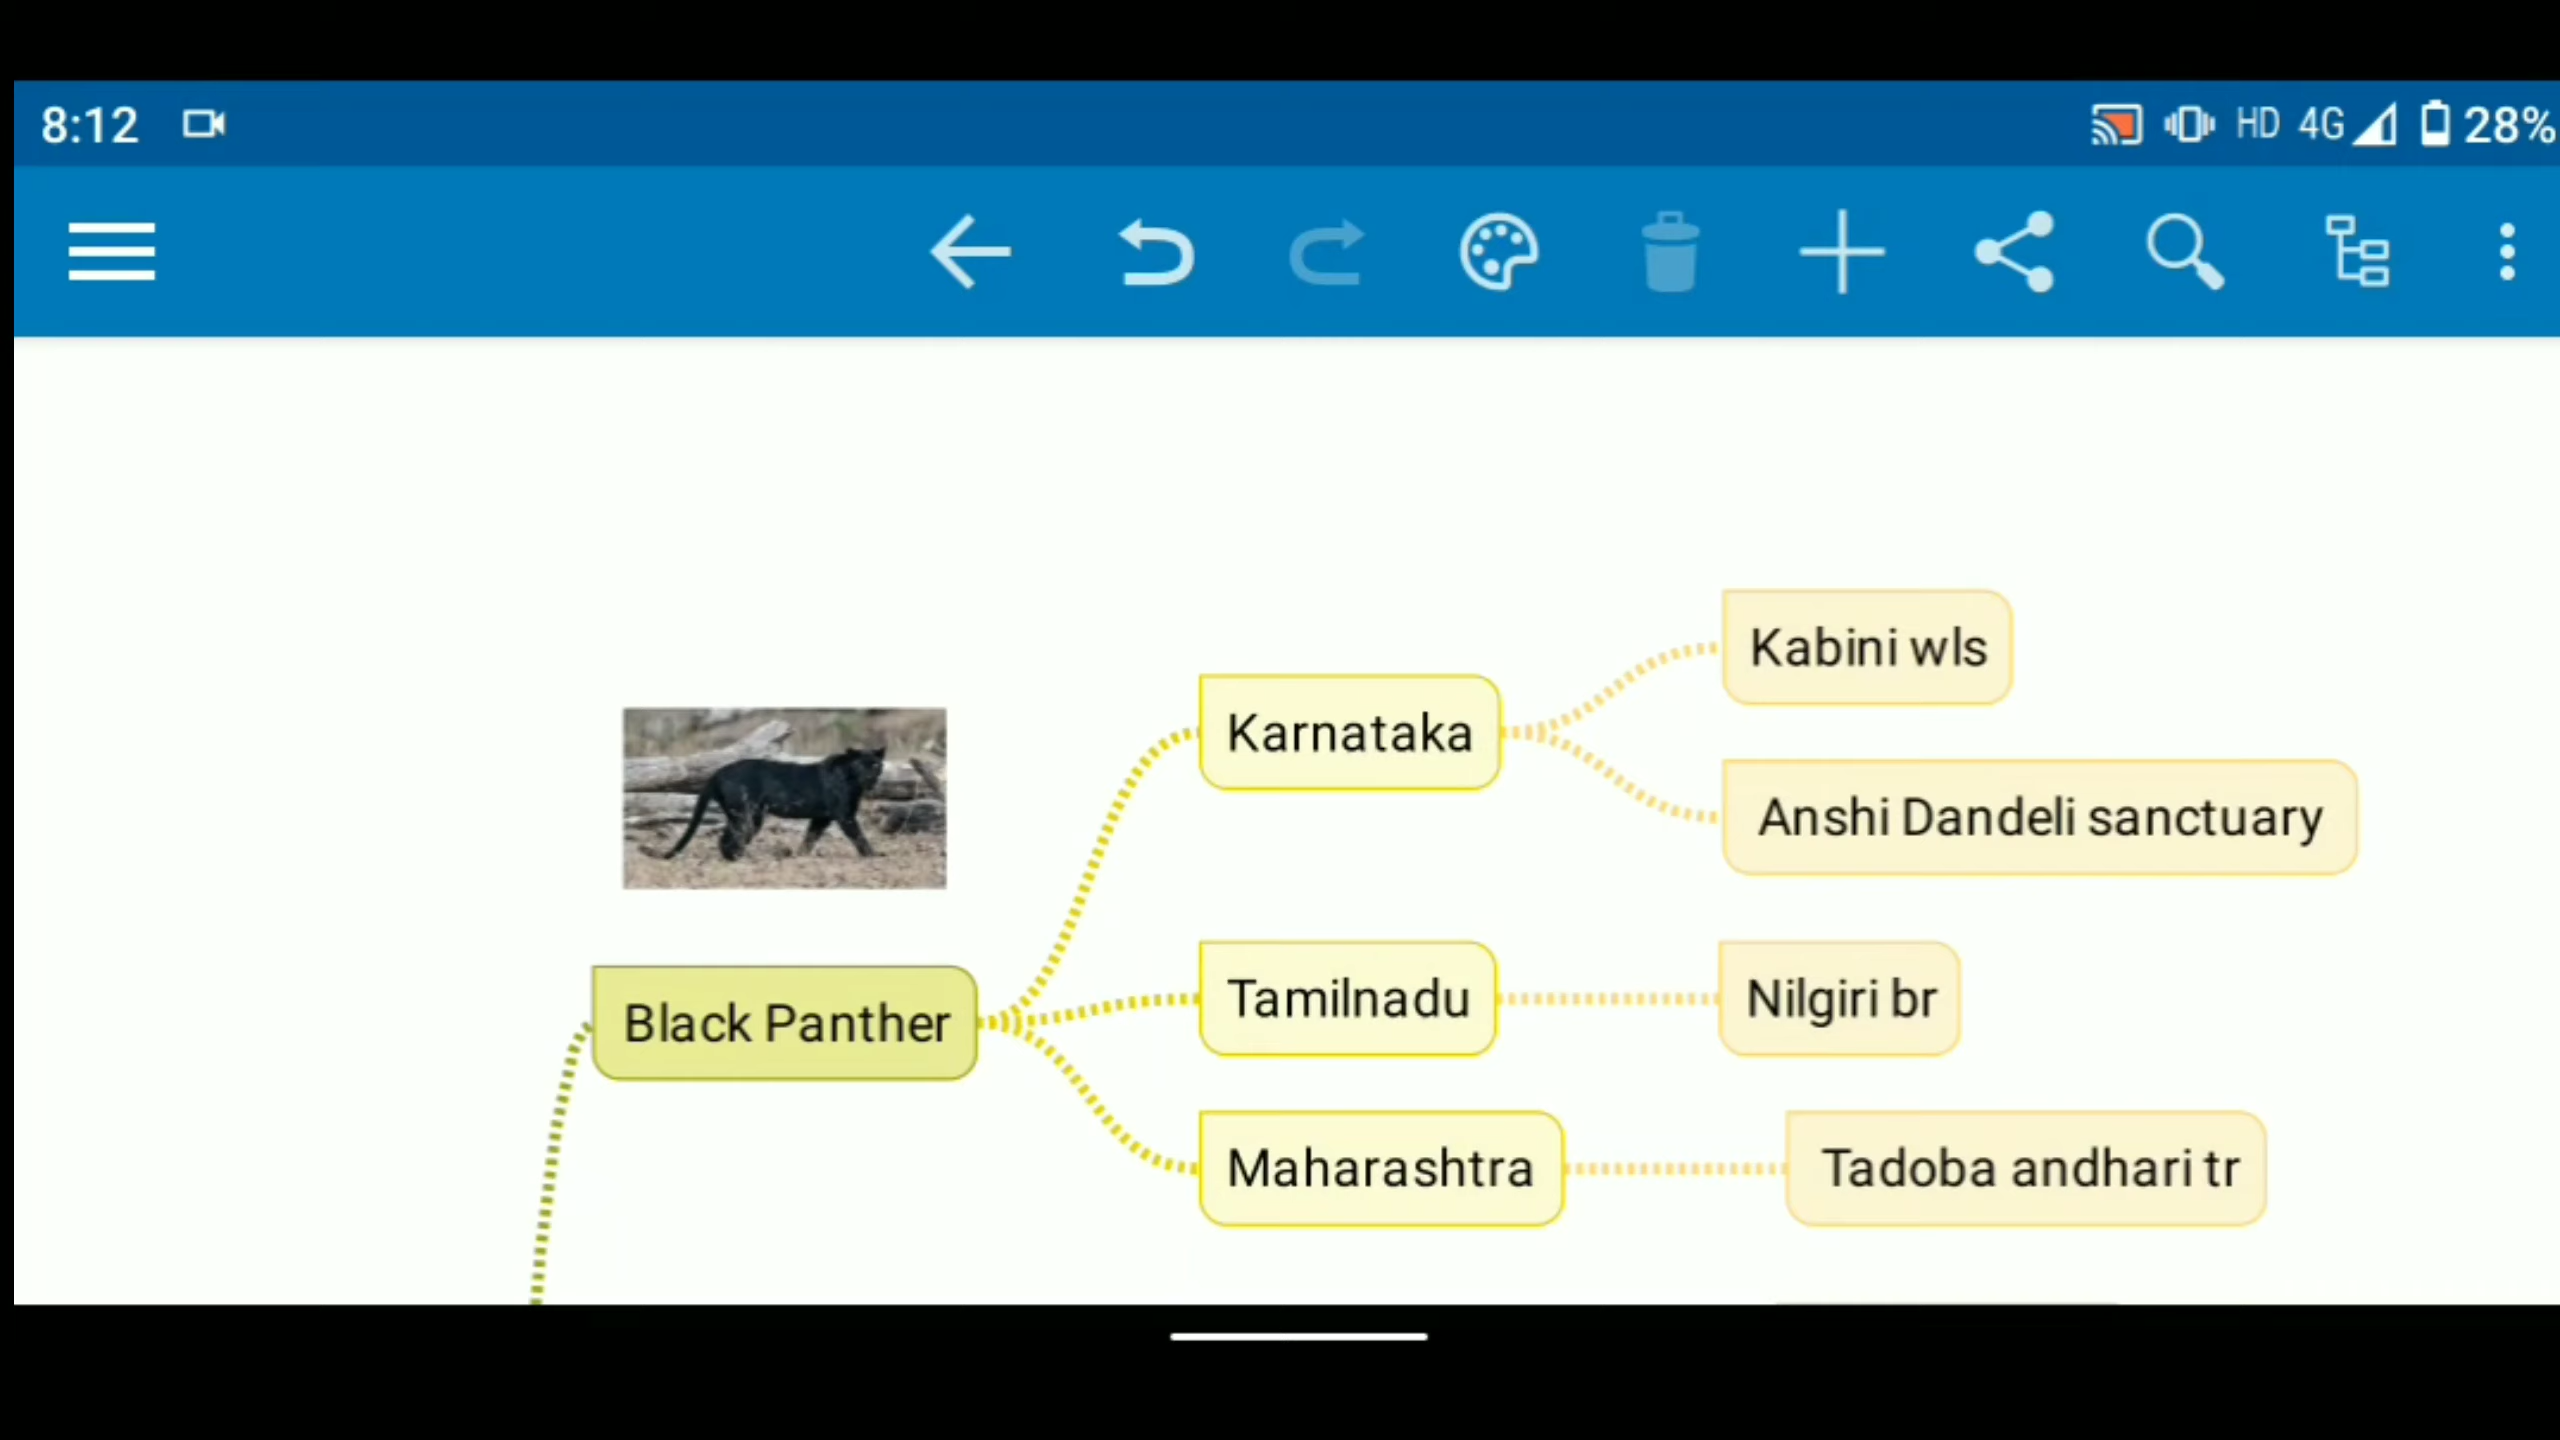 8:12
HD 4G 28%
Kabini wls
Karnataka
Anshi Dandeli sanctuary
Tamilnadu
Nilgiri br
Black Panther
Maharashtra
Tadoba andhari tr